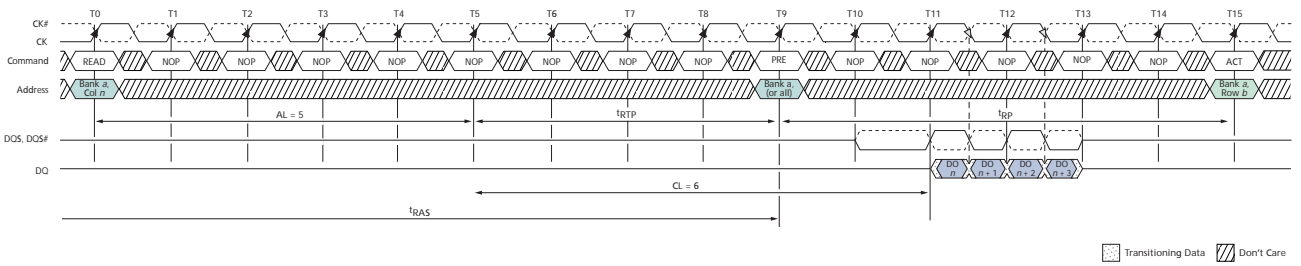 T0 T1 T2 T3 T4 T5 T6 T7 T8 T9 T10 T11 T12 T13 T14 T15
CK#
CK
Command READ NOP NOP NOP NOP NOP NOP NOP NOP PRE NOP NOP NOP NOP NOP ACT
Address Bank a, Col n Bank a, (or all) Bank a, Row b
AL = 5 tRTP tRP
DQS, DQS#
DQ DO n DO n + 1 DO n + 2 DO n + 3
CL = 6
tRAS
Transitioning Data Don't Care